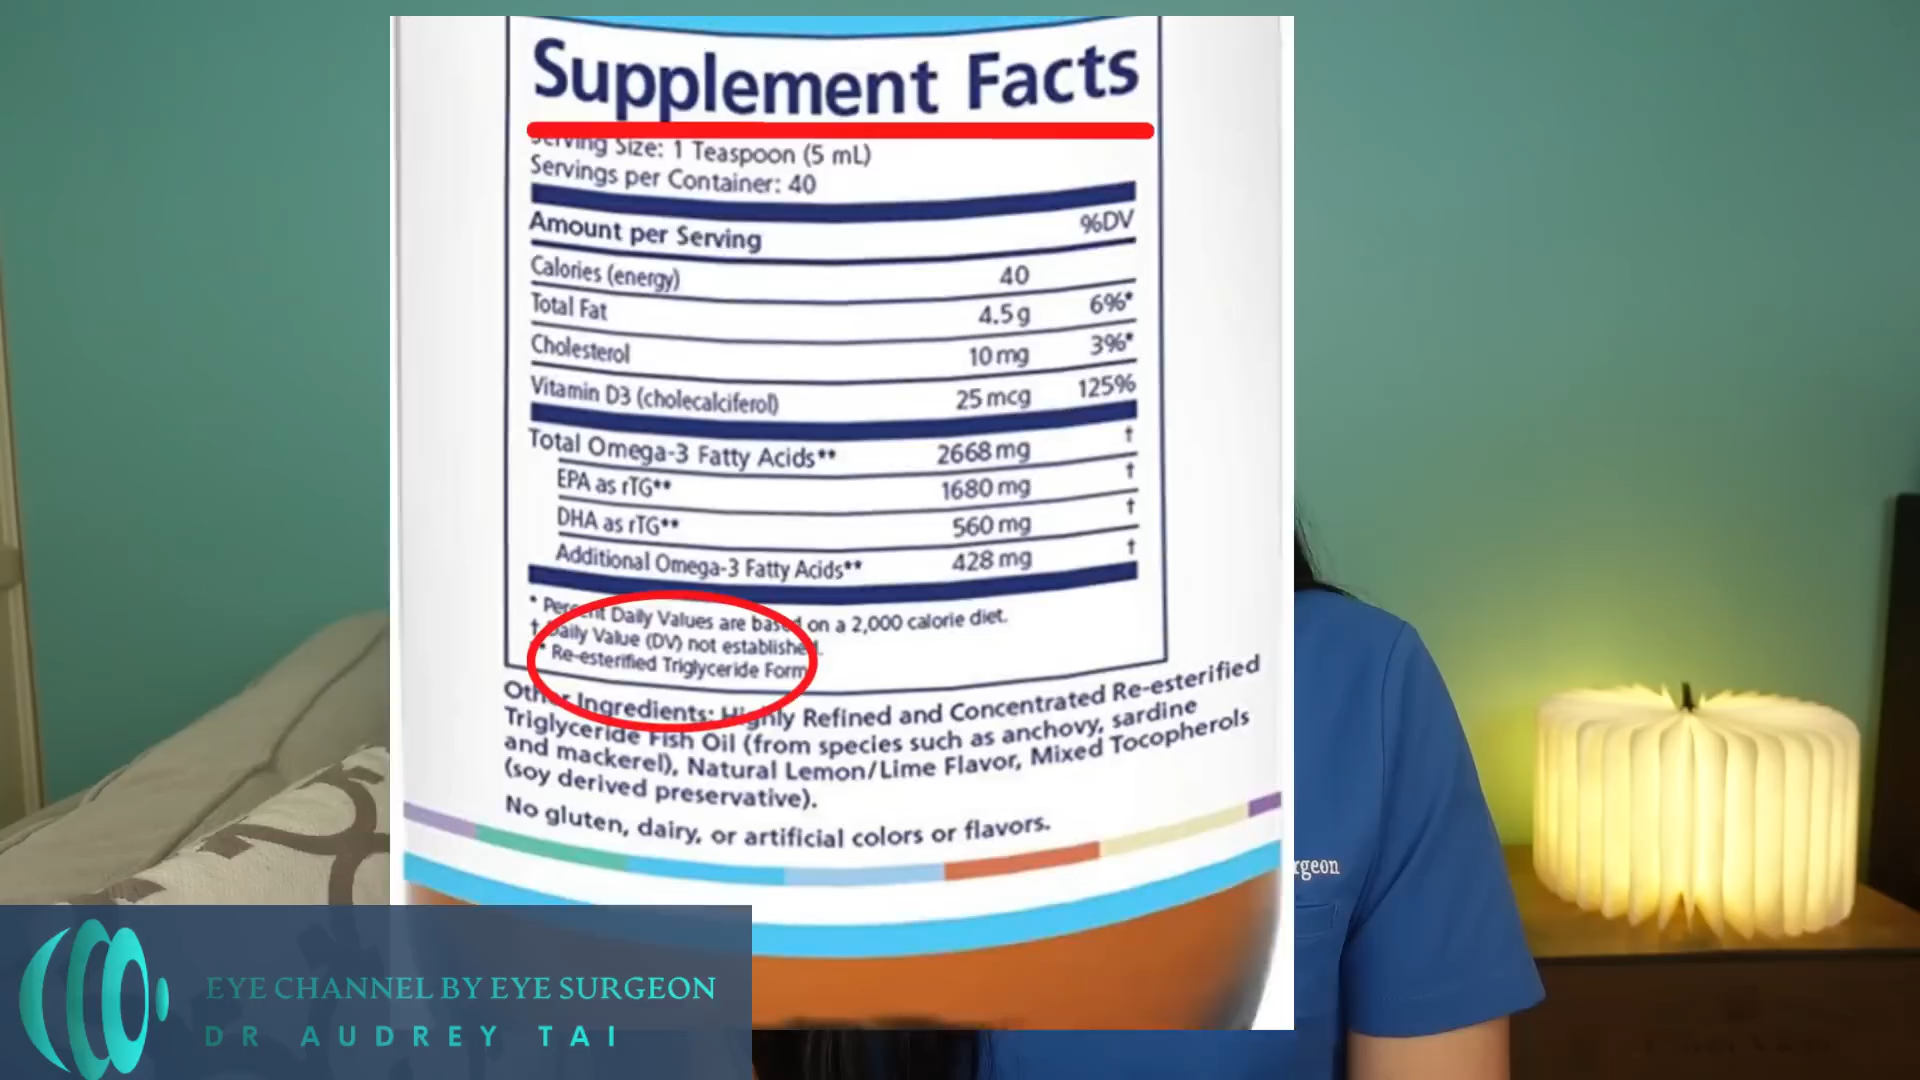 Supplement Facts
Serving Size: 1 Teaspoon (5 mL)
Servings per Container: 40
Amount per Serving %DV
Calories (energy) 40
Total Fat 4.5 g 6%*
Cholesterol 10 mg 3%*
Vitamin D3 (cholecalciferol) 25 mcg 125%
Total Omega-3 Fatty Acids** 2668 mg †
EPA as rTG** 1680 mg †
DHA as rTG** 560 mg †
Additional Omega-3 Fatty Acids** 428 mg †
* Percent Daily Values are based on a 2,000 calorie diet.
† Daily Value (DV) not established.
* Re-esterified Triglyceride Form
Other Ingredients: Highly Refined and Concentrated Re-esterified
Triglyceride Fish Oil (from species such as anchovy, sardine
and mackerel), Natural Lemon/Lime Flavor, Mixed Tocopherols
(soy derived preservative).
No gluten, dairy, or artificial colors or flavors.
rgeon
EYE CHANNEL BY EYE SURGEON
DR AUDREY TAI